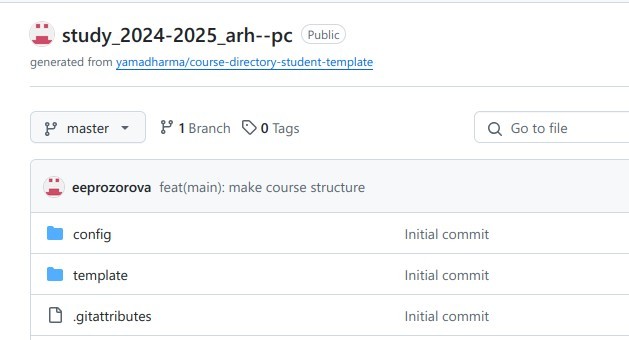 study_2024-2025_arh--pc Public
generated from yamadharma/course-directory-student-template
master 1 Branch 0 Tags Go to file
eeprozorova feat(main): make course structure
config Initial commit
template Initial commit
.gitattributes Initial commit